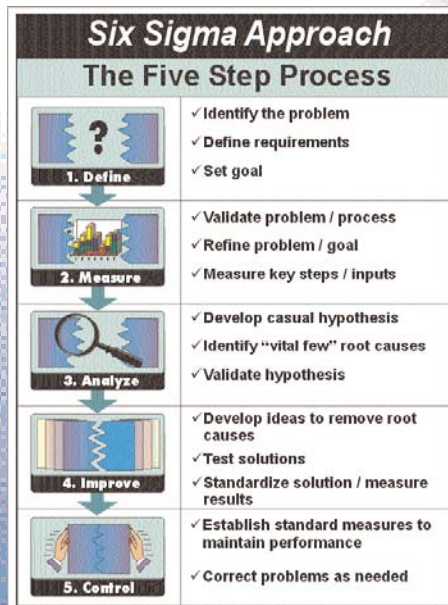 Six Sigma Approach
The Five Step Process
?
1. Define
✓Identify the problem
✓Define requirements
✓Set goal
2. Measure
✓Validate problem / process
✓Refine problem / goal
✓Measure key steps / inputs
3. Analyze
✓Develop casual hypothesis
✓Identify “vital few” root causes
✓Validate hypothesis
4. Improve
✓Develop ideas to remove root
causes
✓Test solutions
✓Standardize solution / measure
results
5. Control
✓Establish standard measures to
maintain performance
✓Correct problems as needed